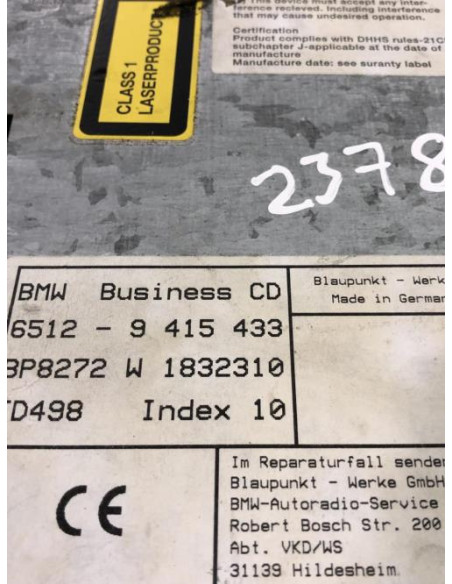 This device must accept any inter-
ference recieved. Including interference
that may cause undesired operation.
Certification
Product complies with DHHS rules-21C
subchapter J-applicable at the date of
manufacture
Manufacture date: see suranty label
CLASS 1
LASERPRODUCT
2378
BMW Business CD
6512 - 9 415 433
BP8272 W 1832310
CD498 Index 10
Blaupunkt - Werk
Made in German
Im Reparaturfall sende
Blaupunkt - Werke GmbH
BMW-Autoradio-Service
Robert Bosch Str. 200
Abt. VKD/WS
31139 Hildesheim
CE